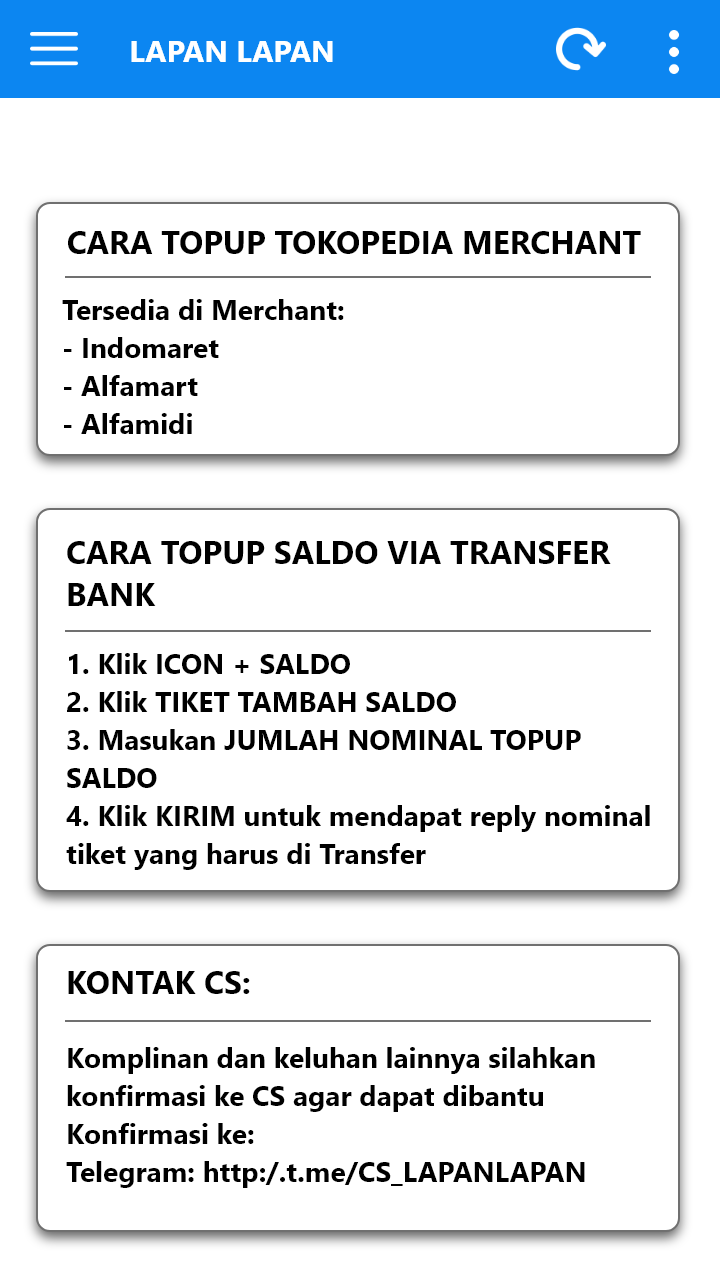 LAPAN LAPAN
CARA TOPUP TOKOPEDIA MERCHANT
Tersedia di Merchant:
- Indomaret
- Alfamart
- Alfamidi
CARA TOPUP SALDO VIA TRANSFER
BANK
1. Klik ICON + SALDO
2. Klik TIKET TAMBAH SALDO
3. Masukan JUMLAH NOMINAL TOPUP
SALDO
4. Klik KIRIM untuk mendapat reply nominal
tiket yang harus di Transfer
KONTAK CS:
Komplinan dan keluhan lainnya silahkan
konfirmasi ke CS agar dapat dibantu
Konfirmasi ke:
Telegram: http:/.t.me/CS_LAPANLAPAN